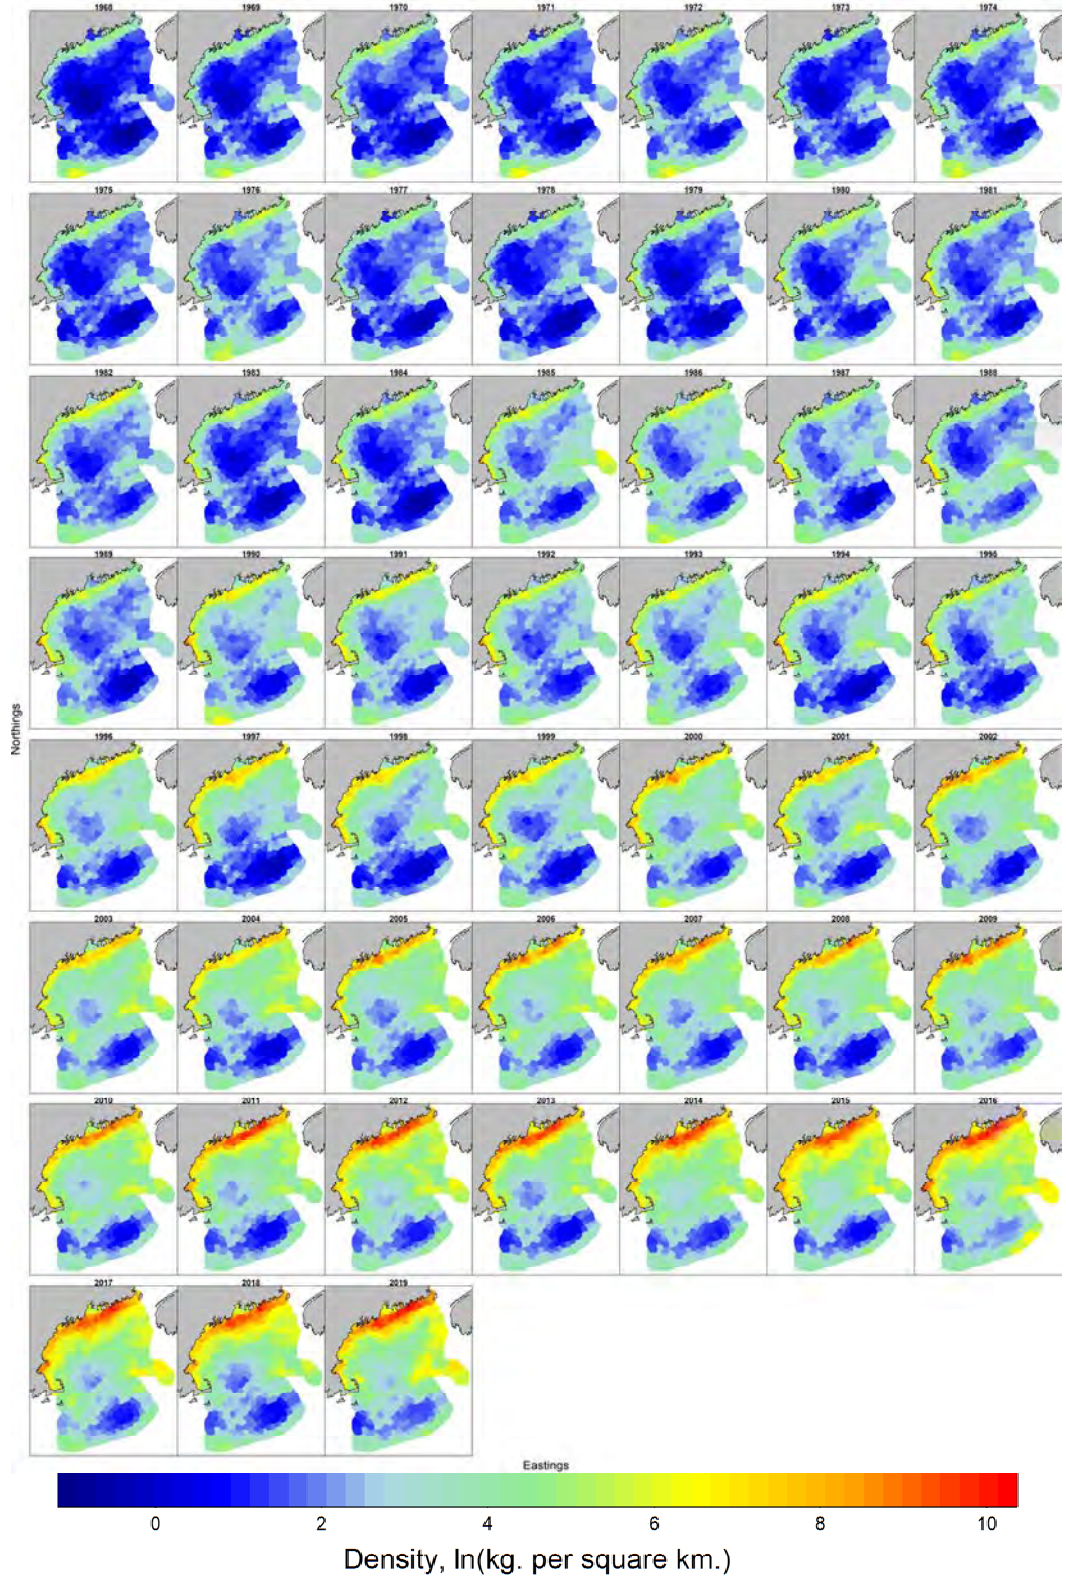 1968 1969 1970 1971 1972 1973 1974
1975 1976 1977 1978 1979 1980 1981
1982 1983 1984 1985 1986 1987 1988
1989 1990 1991 1992 1993 1994 1995
Northings
1996 1997 1998 1999 2000 2001 2002
2003 2004 2005 2006 2007 2008 2009
2010 2011 2012 2013 2014 2015 2016
2017 2018 2019
Eastings
0 2 4 6 8 10
Density, ln(kg. per square km.)